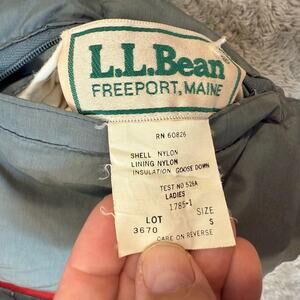 L.L.Bean
FREEPORT, MAINE
RN 60826
SHELL NYLON
LINING NYLON
INSULATION GOOSE DOWN
TEST NO 528A
LADIES
1785-1
LOT SIZE
3670 S
CARE ON REVERSE